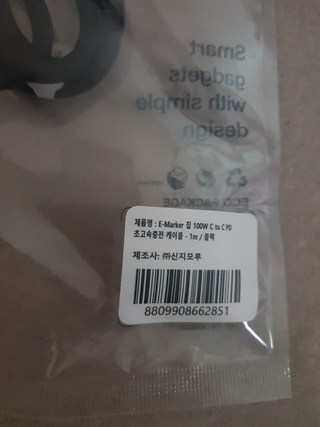 Smart
gadgets
with simple
design
ECO PACKAGE
제품명 : E-Marker 칩 100W C to C PD
초고속충전 케이블 - 1m / 블랙
제조사: ㈜신지모루
8809908662851